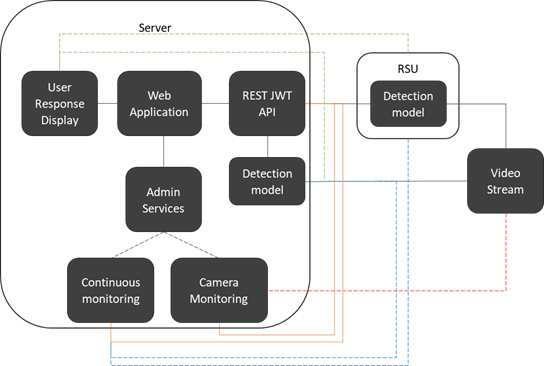 Server
RSU
User
Response
Display
Web
Application
REST JWT
API
Detection
model
Detection
model
Video
Stream
Admin
Services
Continuous
monitoring
Camera
Monitoring